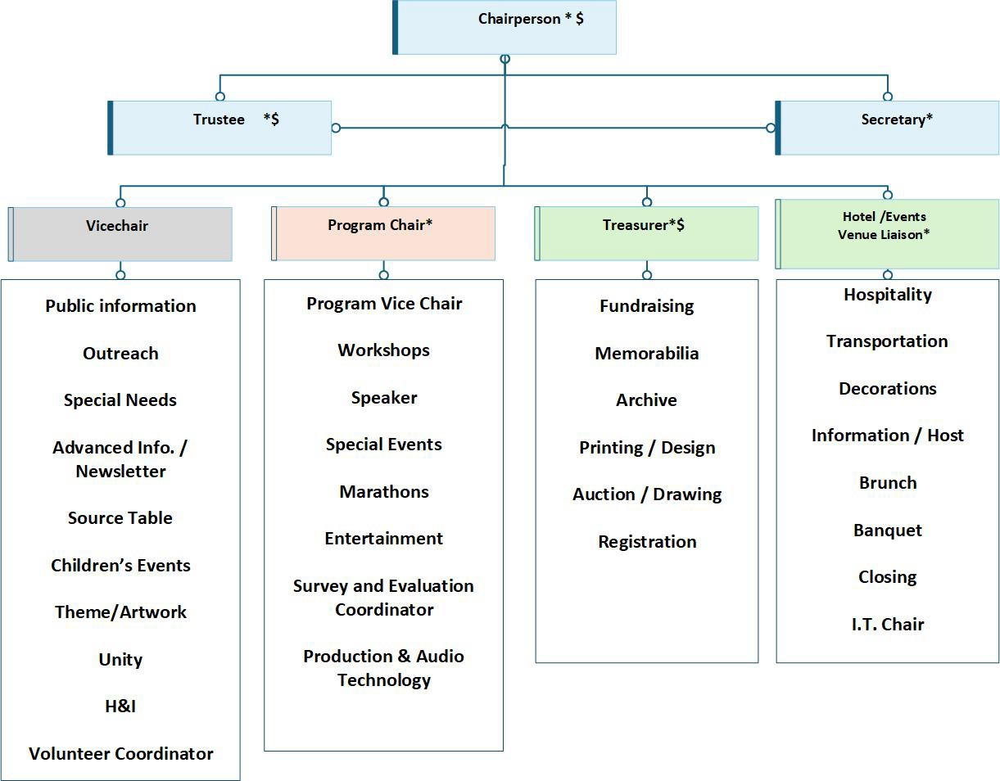 Chairperson * $
Trustee *$
Secretary*
Vicechair
Program Chair*
Treasurer*$
Hotel /Events
Venue Liaison*
Public information
Outreach
Special Needs
Advanced Info. /
Newsletter
Source Table
Children’s Events
Theme/Artwork
Unity
H&I
Volunteer Coordinator
Program Vice Chair
Workshops
Speaker
Special Events
Marathons
Entertainment
Survey and Evaluation
Coordinator
Production & Audio
Technology
Fundraising
Memorabilia
Archive
Printing / Design
Auction / Drawing
Registration
Hospitality
Transportation
Decorations
Information / Host
Brunch
Banquet
Closing
I.T. Chair